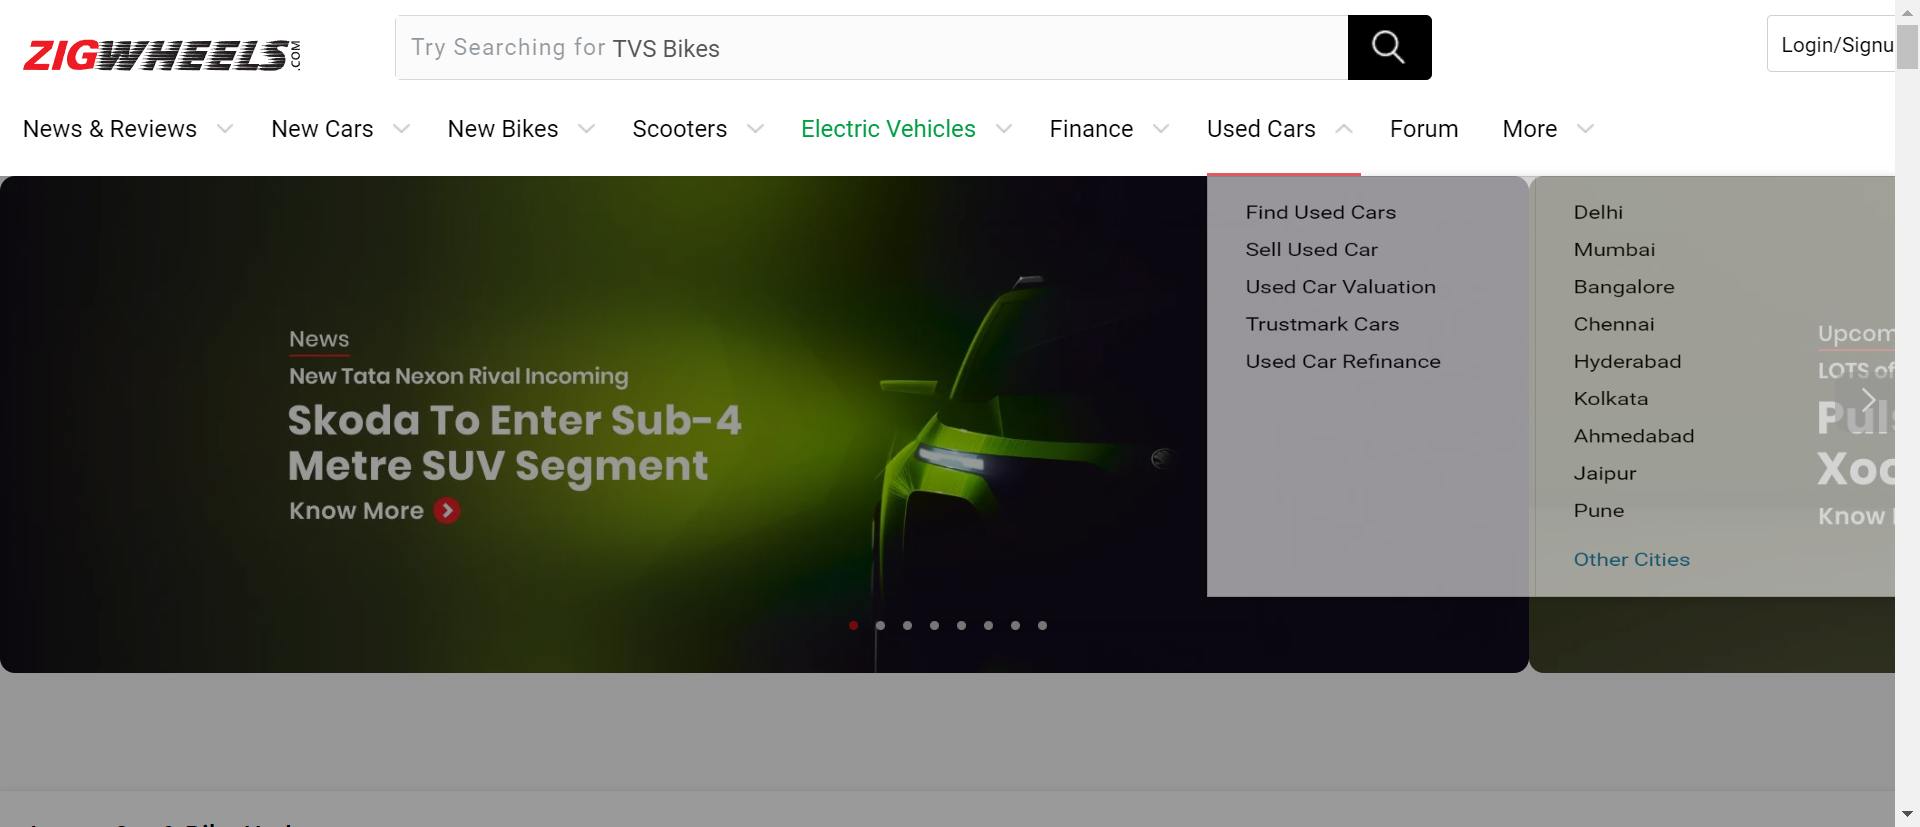 ZIGWHEELS.COM
Try Searching for TVS Bikes
Login/Signu
News & Reviews
New Cars
New Bikes
Scooters
Electric Vehicles
Finance
Used Cars
Forum
More
Find Used Cars
Sell Used Car
Used Car Valuation
Trustmark Cars
Used Car Refinance
Delhi
Mumbai
Bangalore
Chennai
Hyderabad
Kolkata
Ahmedabad
Jaipur
Pune
Other Cities
News
New Tata Nexon Rival Incoming
Skoda To Enter Sub-4
Metre SUV Segment
Know More
Upcom
LOTS of
Puls
Xoc
Know